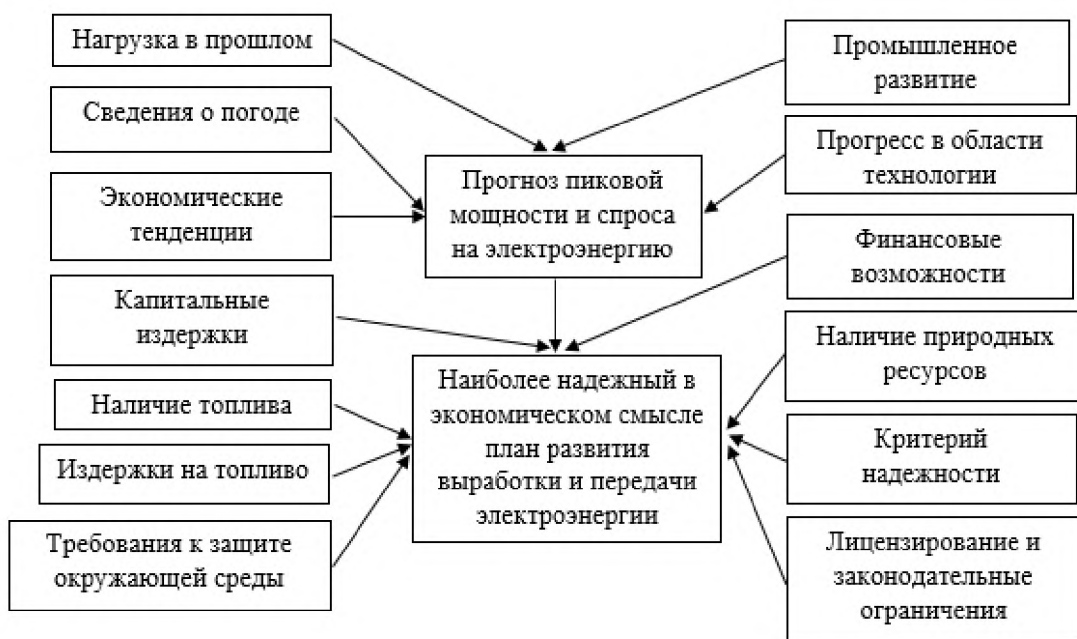 Нагрузка в прошлом
Сведения о погоде
Экономические
тенденции
Капитальные
издержки
Наличие топлива
Издержки на топливо
Требования к защите
окружающей среды
Прогноз пиковой
мощности и спроса
на электроэнергию
Наиболее надежный в
экономическом смысле
план развития
выработки и передачи
электроэнергии
Промышленное
развитие
Прогресс в области
технологии
Финансовые
возможности
Наличие природных
ресурсов
Критерий
надежности
Лицензирование и
законодательные
ограничения